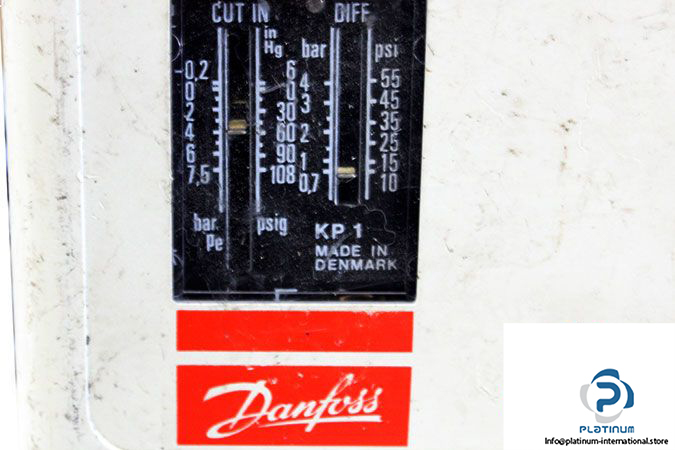 CUT IN
DIFF
in
Hg
bar
psi
-0,2
0
2
4
6
7,5
6
0
30
60
90
108
4
3
2
1
0,7
55
45
35
25
15
10
bar
Pe
psig
KP 1
MADE IN
DENMARK
Danfoss
P
PLATINUM
Info@platinum-international.store